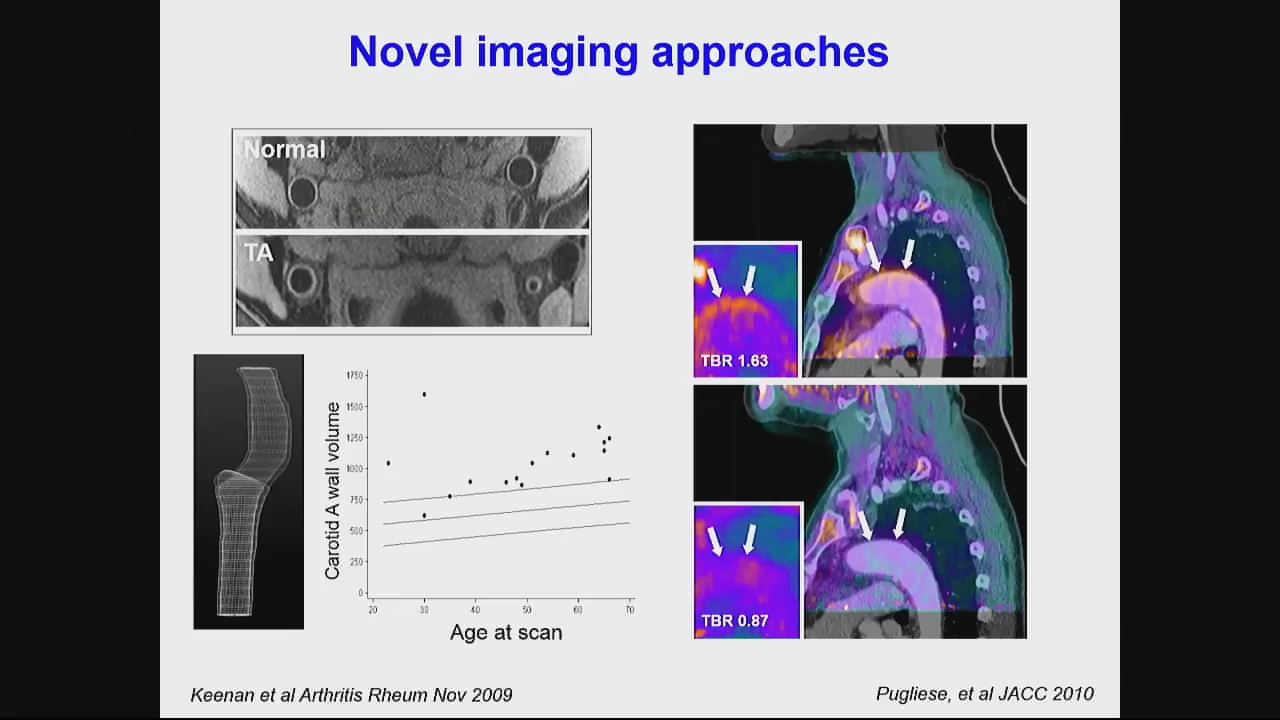 Novel imaging approaches
Normal
TA
TBR 1.63
TBR 0.87
Carotid A wall volume
1750
1500
1250
1000
750
500
250
0
20 30 40 50 60 70
Age at scan
Keenan et al Arthritis Rheum Nov 2009
Pugliese, et al JACC 2010